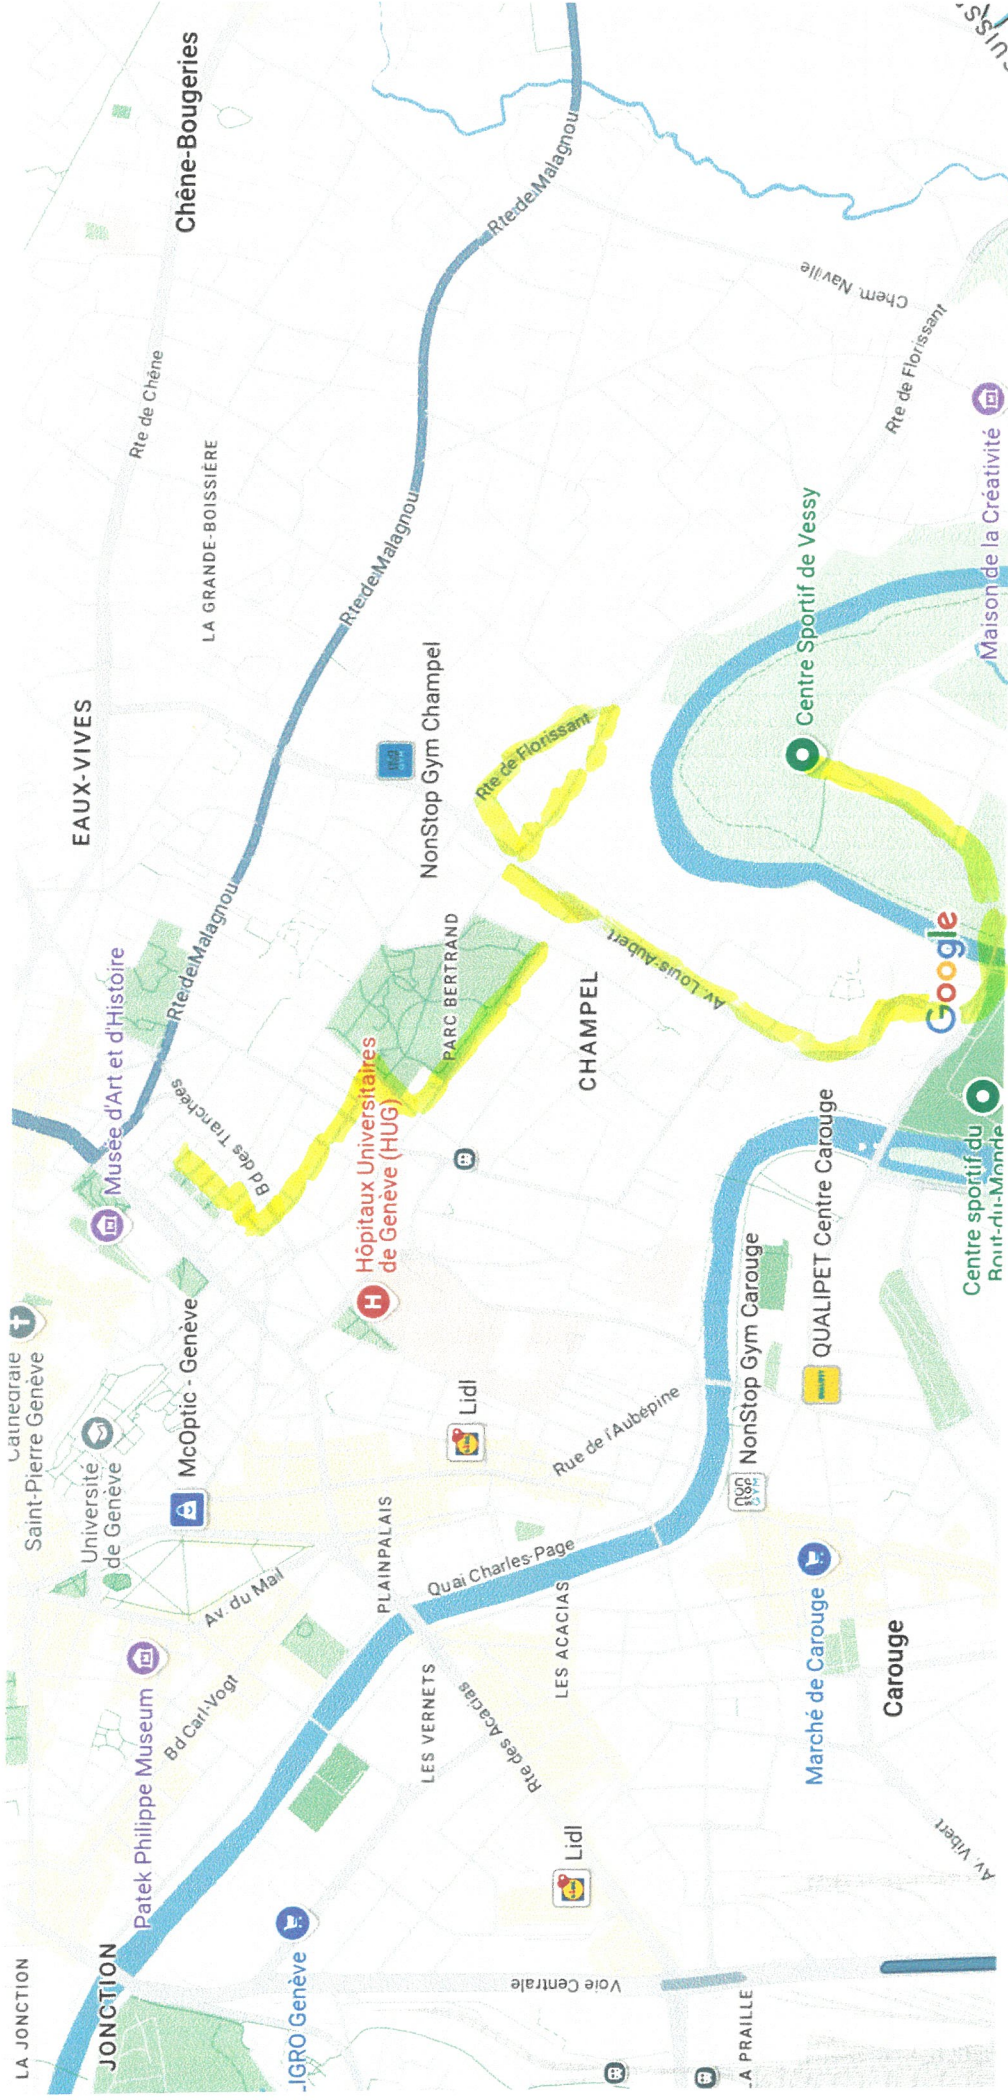 LA JONCTION
Cathédrale
Saint-Pierre Genève
EAUX-VIVES
Université
de Genève
JONCTION
Musée d'Art et d'Histoire
Patek Philippe Museum
Rte de Chêne
Chêne-Bougeries
McOptic - Genève
Bd des Tranchées
Rte de Malagnou
LA GRANDE-BOISSIÈRE
Bd Carl-Vogt
Av. du Mail
Bd des Tranchées
LIGRO Genève
Hôpitaux Universitaires
de Genève (HUG)
Rte de Malagnou
PLAINPALAIS
NonStop Gym Champel
PARC BERTRAND
LES VERNETS
Quai Charles-Page
Lidl
Rte des Acacias
Rte de Malagnou
Rte de Florissant
LES ACACIAS
Lidl
CHAMPEL
Rue de l'Aubépine
Av. Louis-Aubert
Voie Centrale
LA PRAILLE
NonStop Gym Carouge
Marché de Carouge
QUALIPET Centre Carouge
Centre Sportif de Vessy
Chem. Naville
Carouge
Rte de Florissant
Google
Av. Vibert
Centre sportif du
Bout-du-Monde
Maison de la Créativité